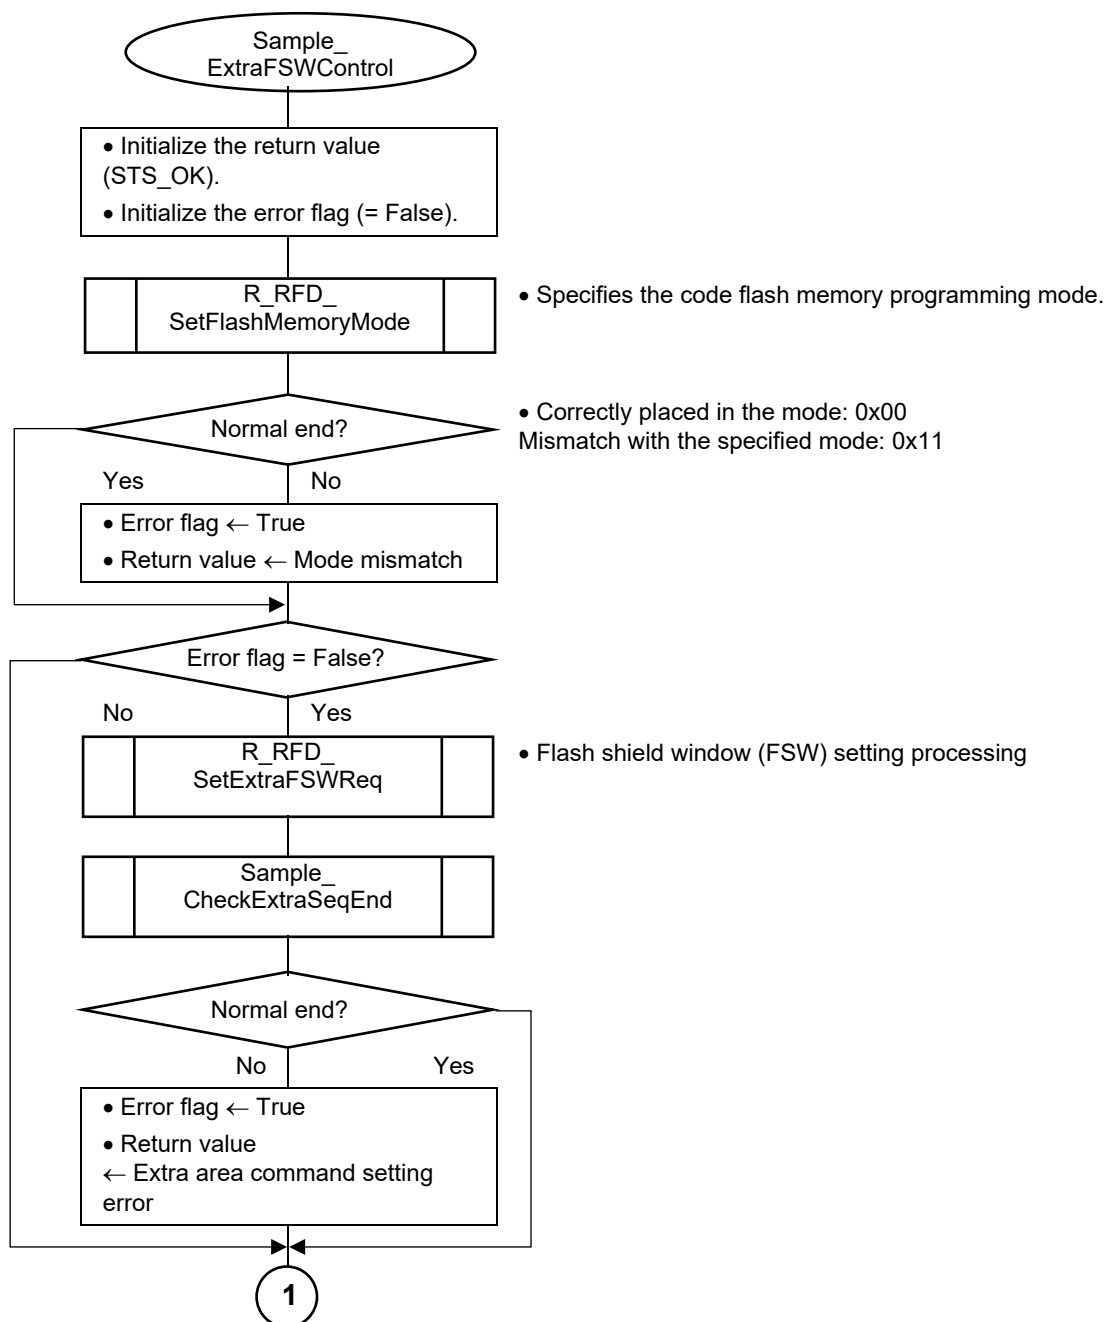 Sample_
ExtraFSWControl
• Initialize the return value
(STS_OK).
• Initialize the error flag (= False).
R_RFD_
SetFlashMemoryMode
• Specifies the code flash memory programming mode.
Normal end?
• Correctly placed in the mode: 0x00
Mismatch with the specified mode: 0x11
Yes
No
• Error flag ← True
• Return value ← Mode mismatch
Error flag = False?
No
Yes
R_RFD_
SetExtraFSWReq
• Flash shield window (FSW) setting processing
Sample_
CheckExtraSeqEnd
Normal end?
No
Yes
• Error flag ← True
• Return value
← Extra area command setting
error
1